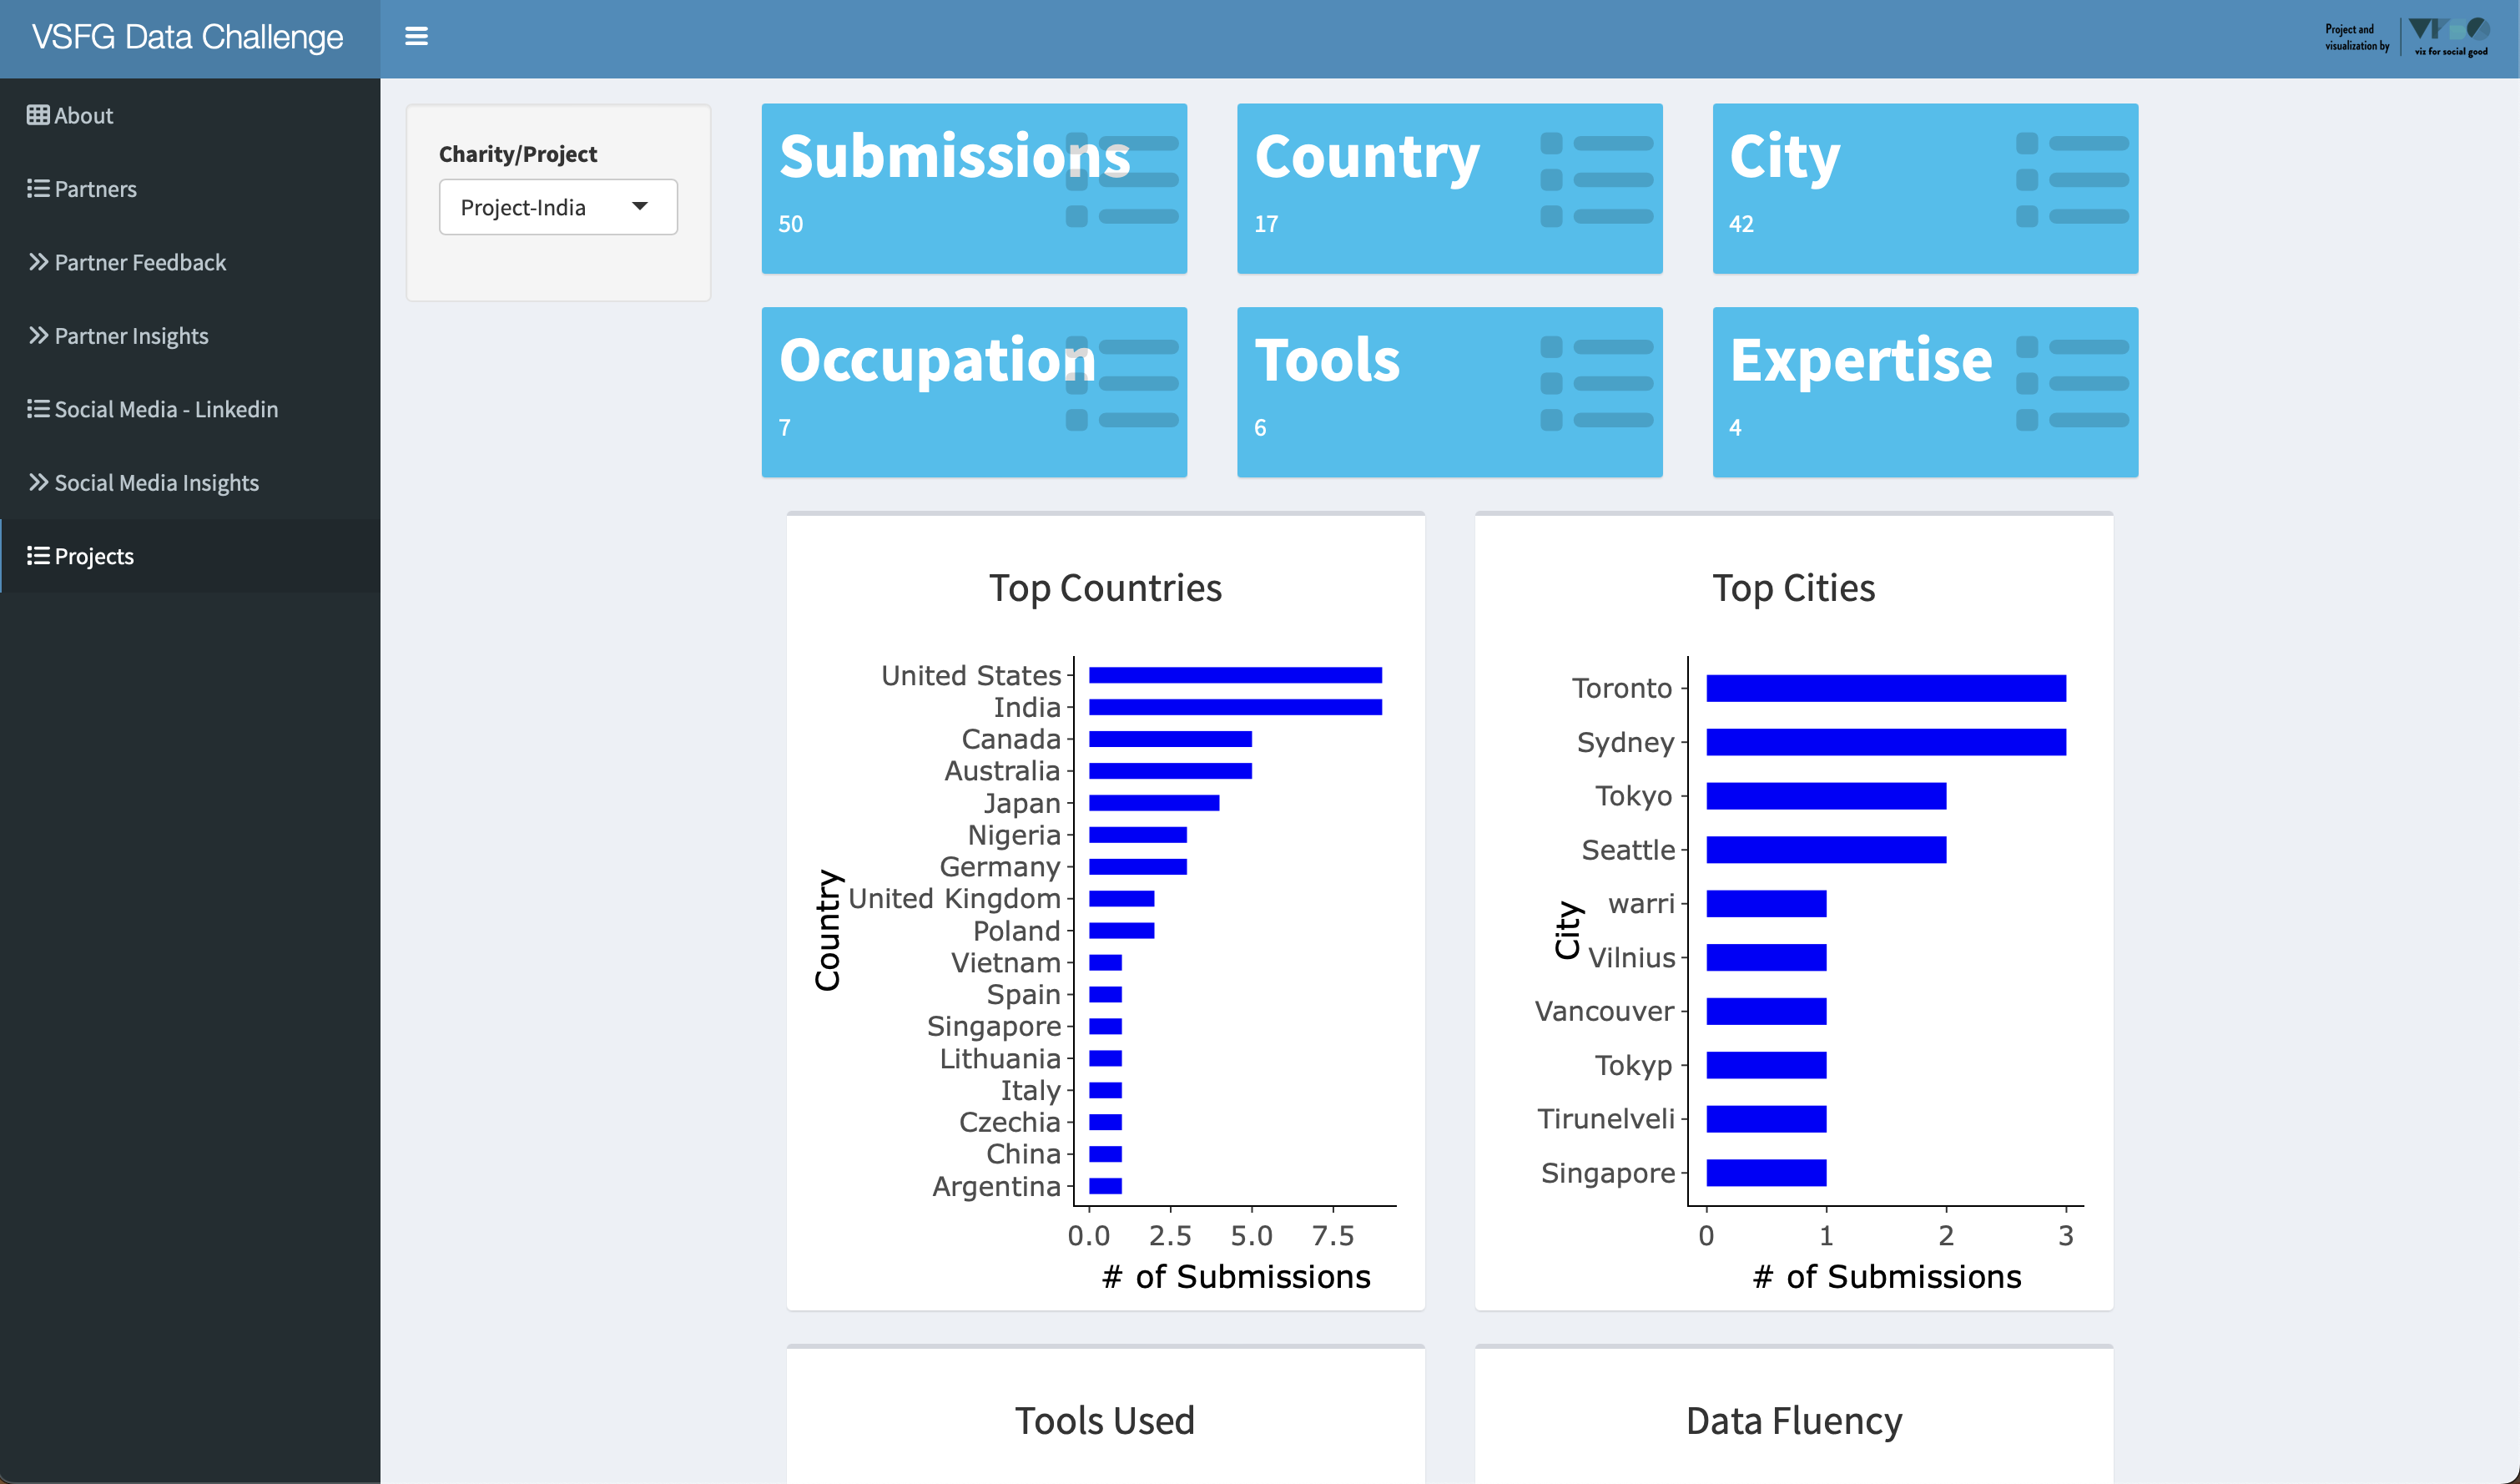 VSFG Data Challenge
Project and
visualization by
viz for social good
About
Partners
Partner Feedback
Partner Insights
Social Media - Linkedin
Social Media Insights
Projects
Charity/Project
Project-India
Submissions
50
Country
17
City
42
Occupation
7
Tools
6
Expertise
4
Top Countries
Country
United States
India
Canada
Australia
Japan
Nigeria
Germany
United Kingdom
Poland
Vietnam
Spain
Singapore
Lithuania
Italy
Czechia
China
Argentina
0.0 2.5 5.0 7.5
# of Submissions
Top Cities
City
Toronto
Sydney
Tokyo
Seattle
warri
Vilnius
Vancouver
Tokyp
Tirunelveli
Singapore
0 1 2 3
# of Submissions
Tools Used
Data Fluency